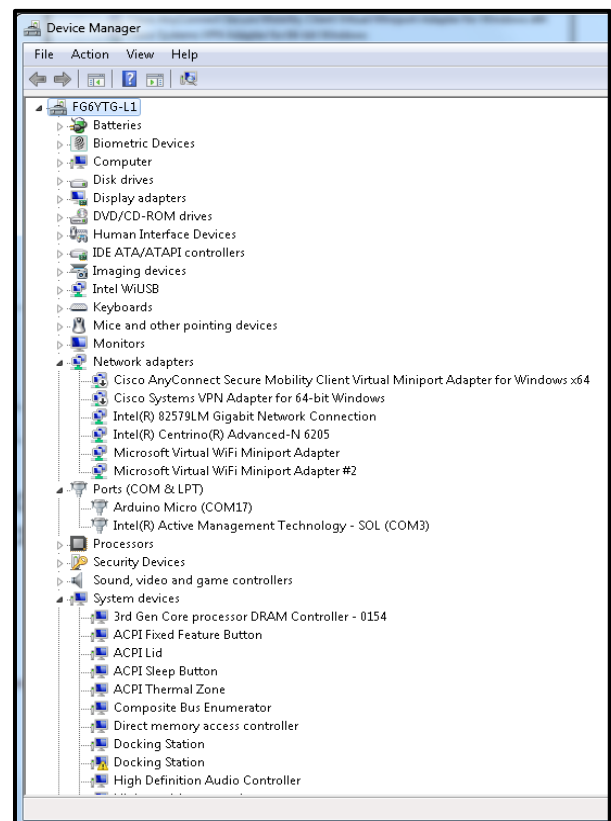 Device Manager
File Action View Help
FG6YTG-L1
Batteries
Biometric Devices
Computer
Disk drives
Display adapters
DVD/CD-ROM drives
Human Interface Devices
IDE ATA/ATAPI controllers
Imaging devices
Intel WiUSB
Keyboards
Mice and other pointing devices
Monitors
Network adapters
Cisco AnyConnect Secure Mobility Client Virtual Miniport Adapter for Windows x64
Cisco Systems VPN Adapter for 64-bit Windows
Intel(R) 82579LM Gigabit Network Connection
Intel(R) Centrino(R) Advanced-N 6205
Microsoft Virtual WiFi Miniport Adapter
Microsoft Virtual WiFi Miniport Adapter #2
Ports (COM & LPT)
Arduino Micro (COM17)
Intel(R) Active Management Technology - SOL (COM3)
Processors
Security Devices
Sound, video and game controllers
System devices
3rd Gen Core processor DRAM Controller - 0154
ACPI Fixed Feature Button
ACPI Lid
ACPI Sleep Button
ACPI Thermal Zone
Composite Bus Enumerator
Direct memory access controller
Docking Station
Docking Station
High Definition Audio Controller